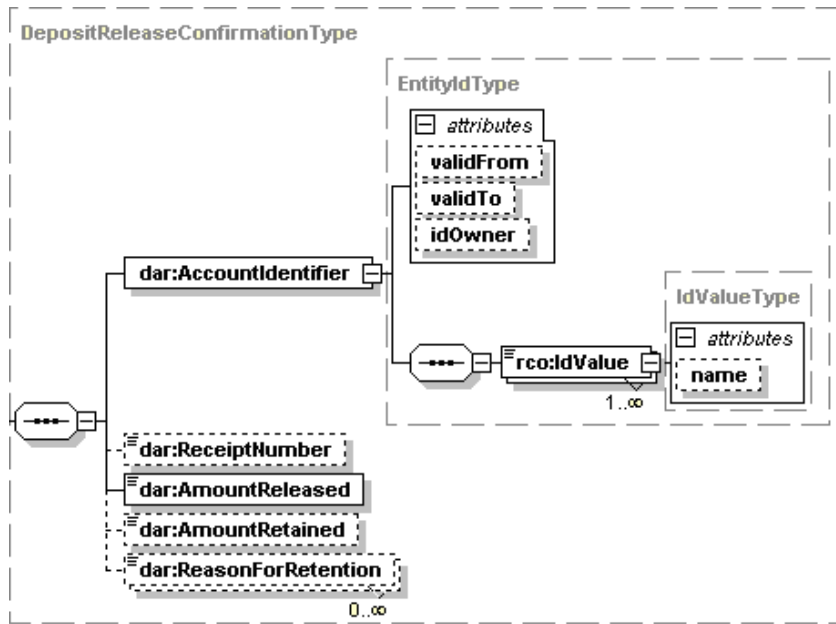 DepositReleaseConfirmationType
EntityIdType
attributes
validFrom
validTo
idOwner
dar:AccountIdentifier
IdValueType
attributes
rco:IdValue
name
1..∞
dar:ReceiptNumber
dar:AmountReleased
dar:AmountRetained
dar:ReasonForRetention
0..∞